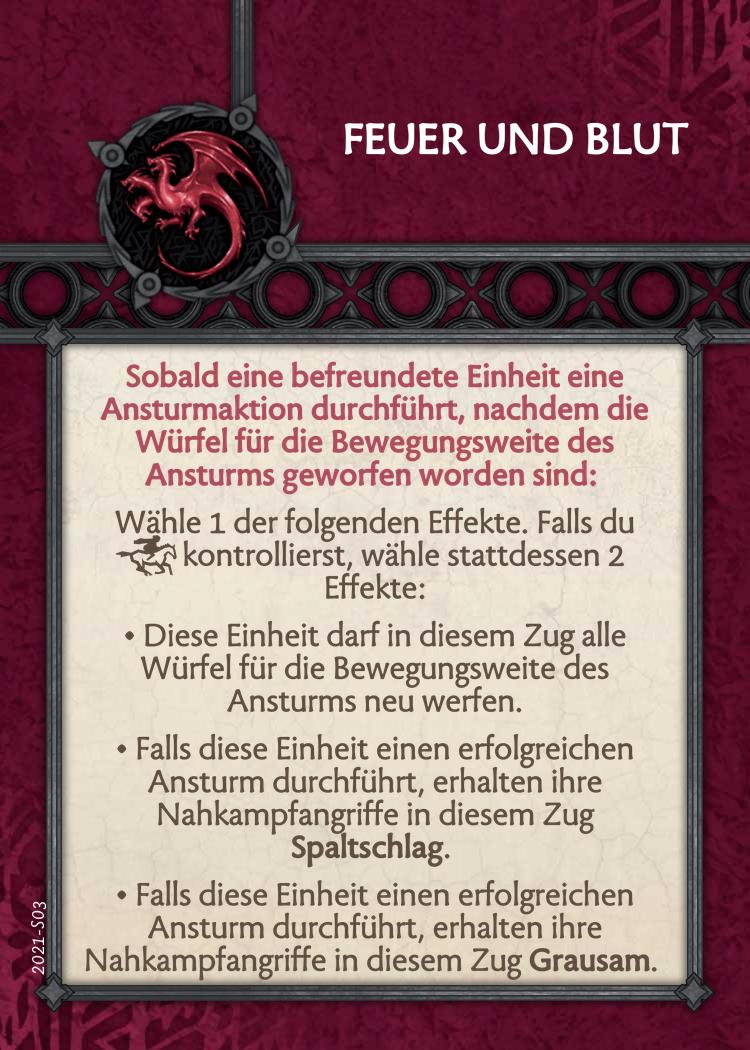 FEUER UND BLUT
Sobald eine befreundete Einheit eine
Ansturmaktion durchführt, nachdem die
Würfel für die Bewegungsweite des
Ansturms geworfen worden sind:
Wähle 1 der folgenden Effekte. Falls du
kontrollierst, wähle stattdessen 2
Effekte:
• Diese Einheit darf in diesem Zug alle
Würfel für die Bewegungsweite des
Ansturms neu werfen.
• Falls diese Einheit einen erfolgreichen
Ansturm durchführt, erhalten ihre
Nahkampfangriffe in diesem Zug
Spaltschlag.
• Falls diese Einheit einen erfolgreichen
Ansturm durchführt, erhalten ihre
Nahkampfangriffe in diesem Zug Grausam.
2021-S03